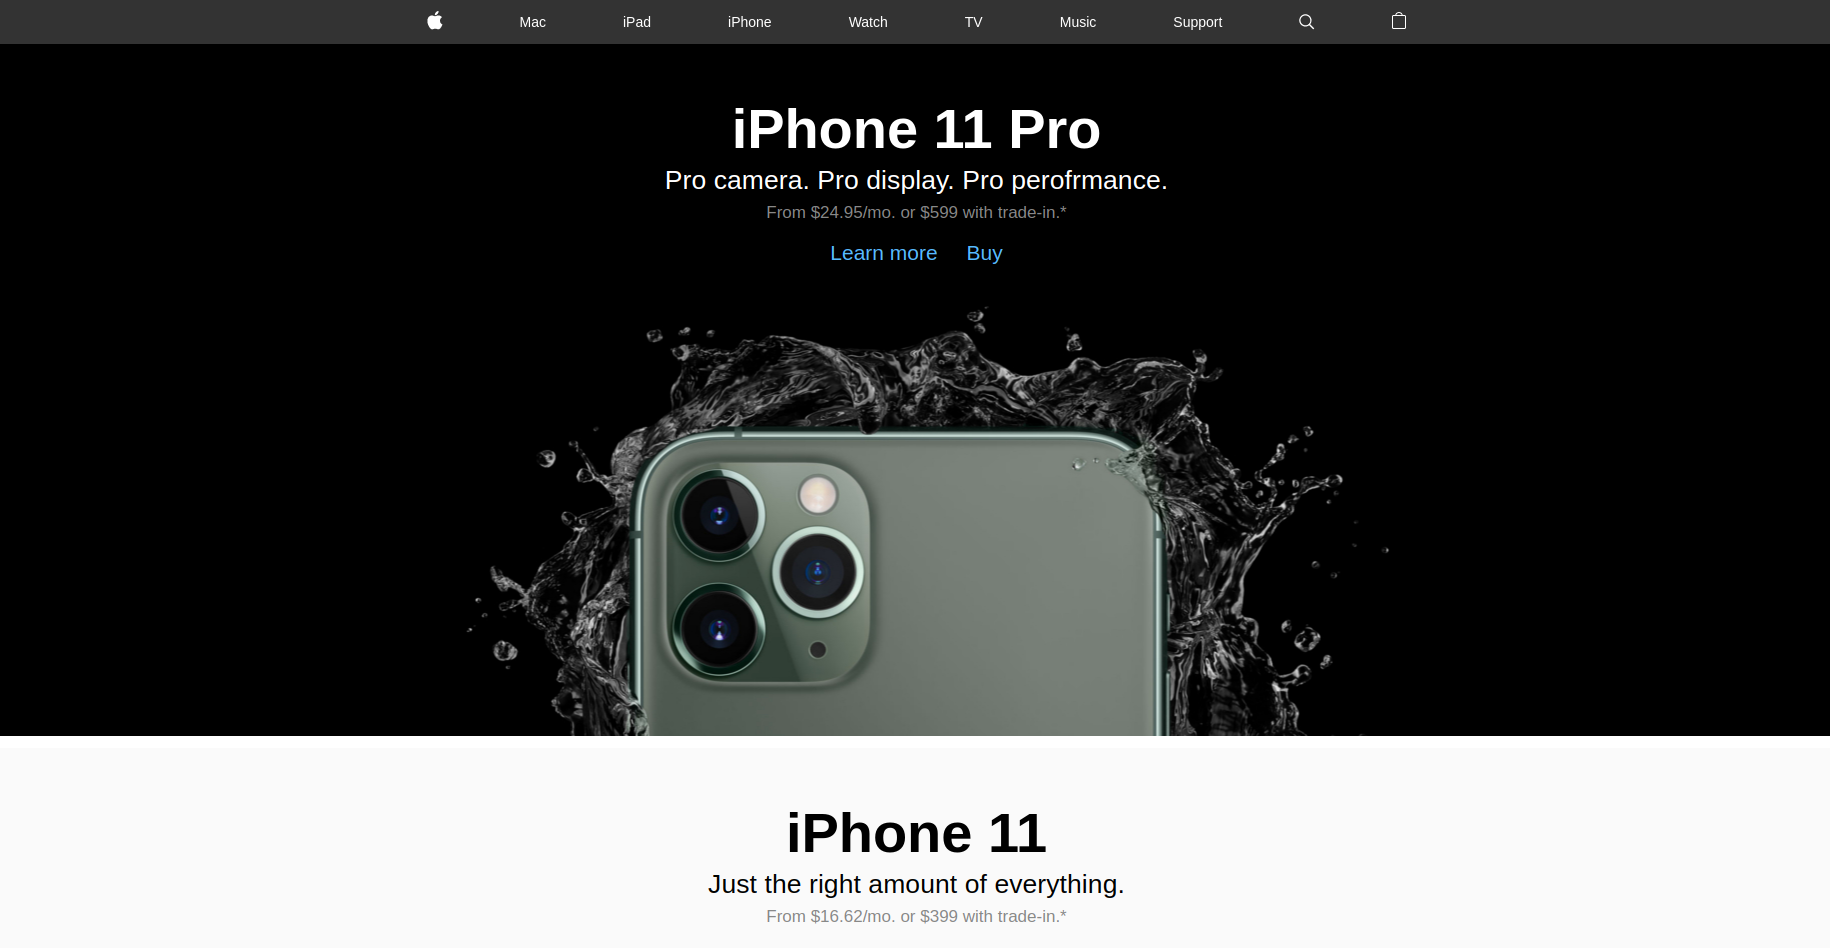 Mac iPad iPhone Watch TV Music Support
iPhone 11 Pro
Pro camera. Pro display. Pro perofrmance.
From $24.95/mo. or $599 with trade-in.*
Learn more Buy
iPhone 11
Just the right amount of everything.
From $16.62/mo. or $399 with trade-in.*